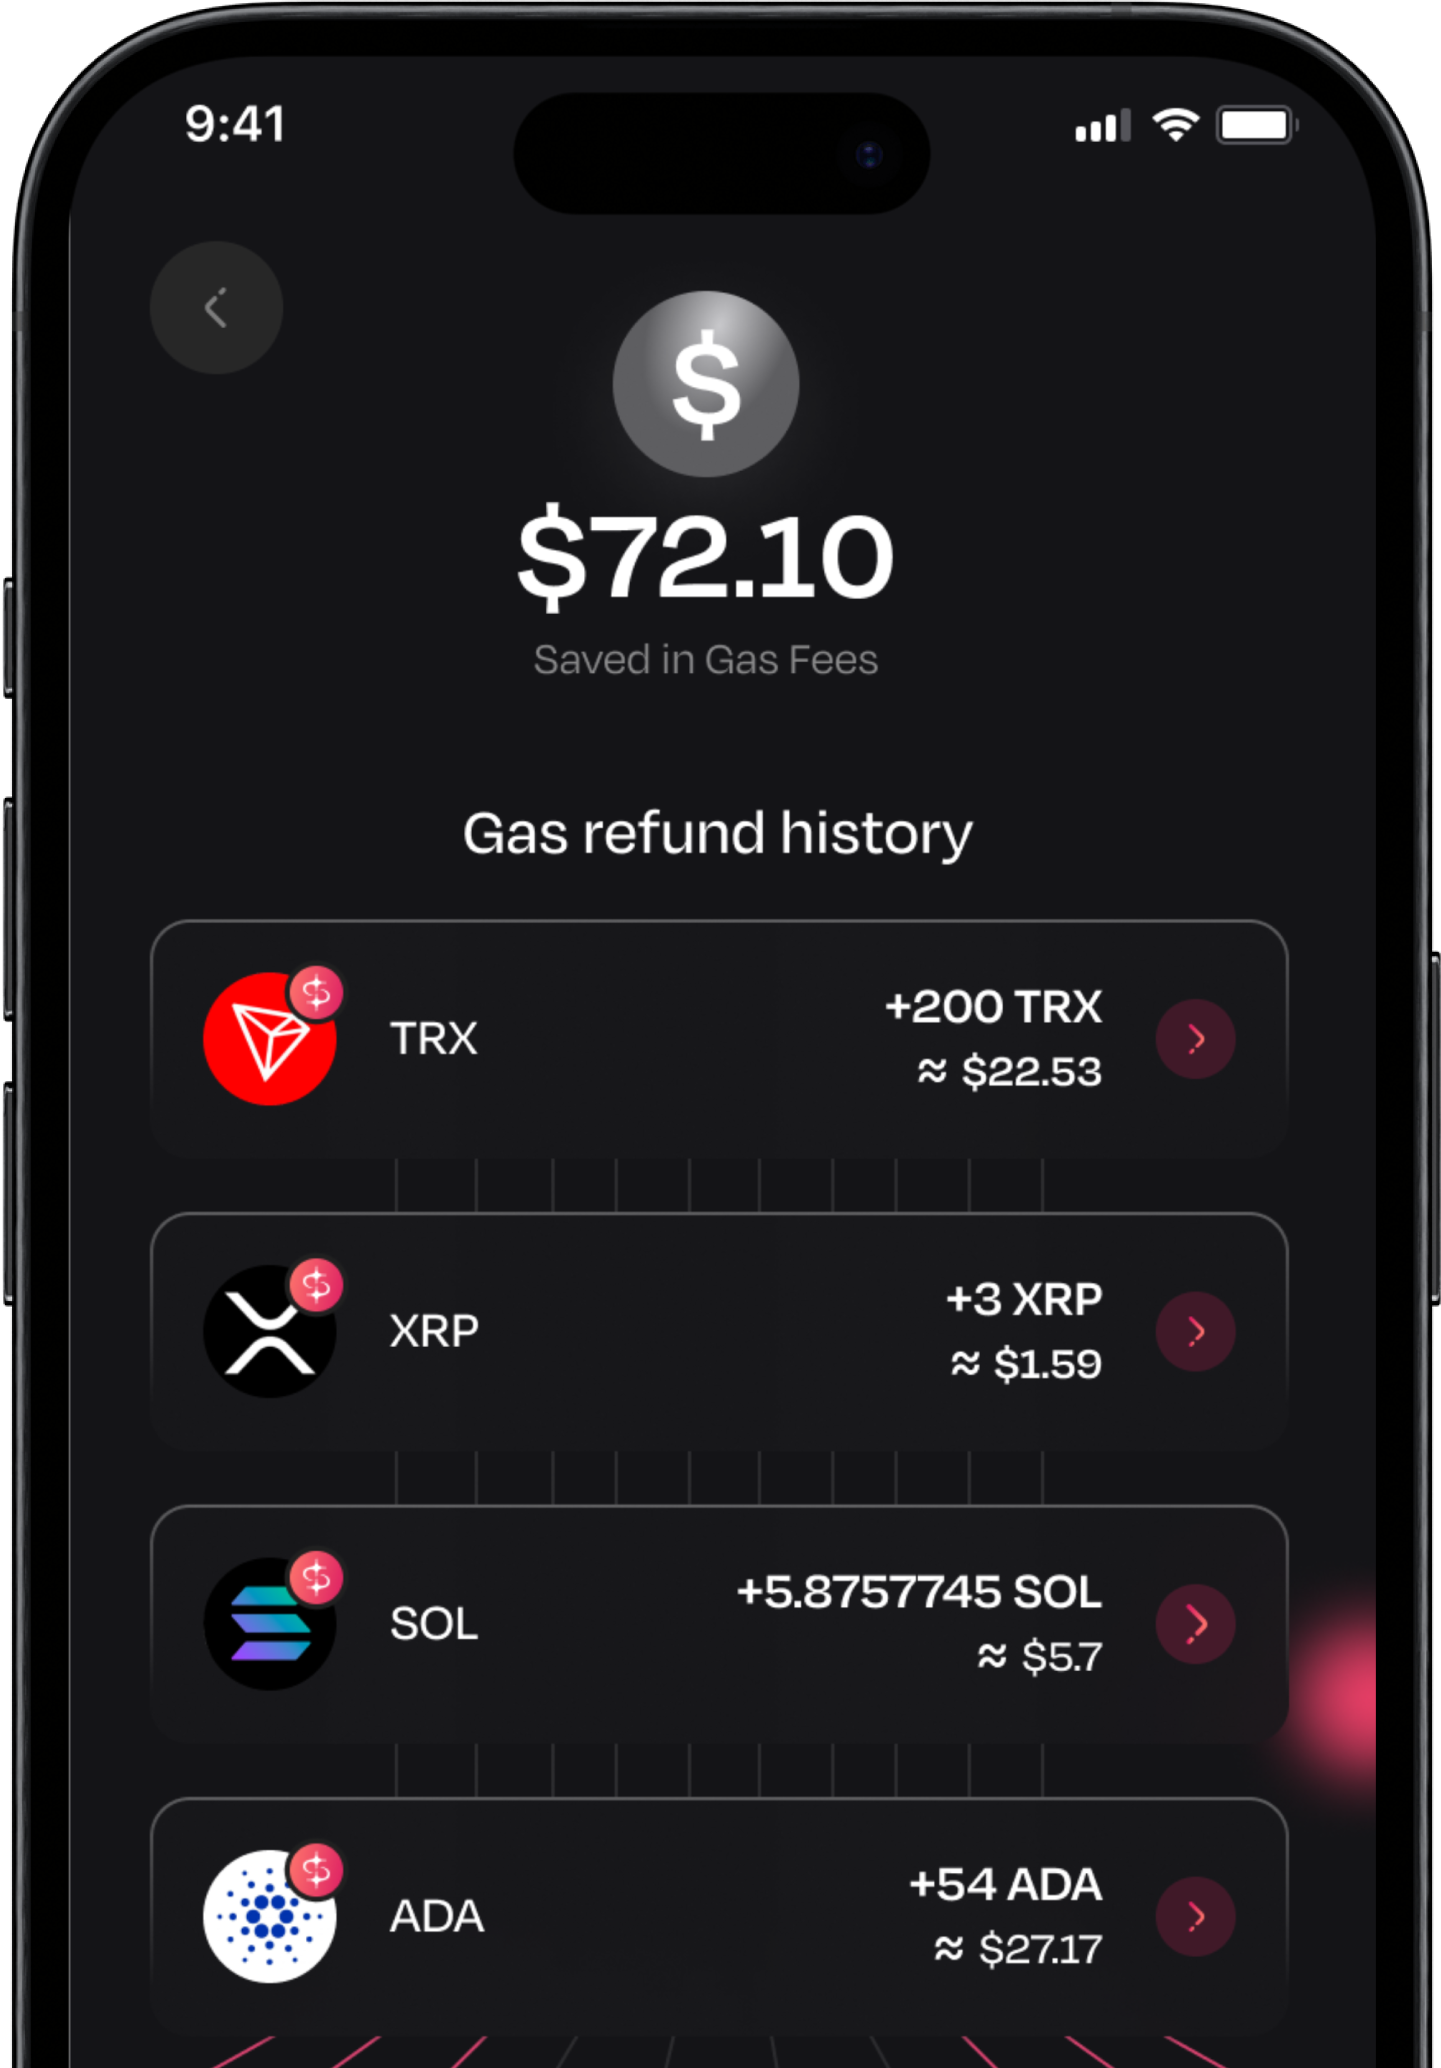 9:41
$
$72.10
Saved in Gas Fees
Gas refund history
TRX
+200 TRX
≈ $22.53
XRP
+3 XRP
≈ $1.59
SOL
+5.8757745 SOL
≈ $5.7
ADA
+54 ADA
≈ $27.17